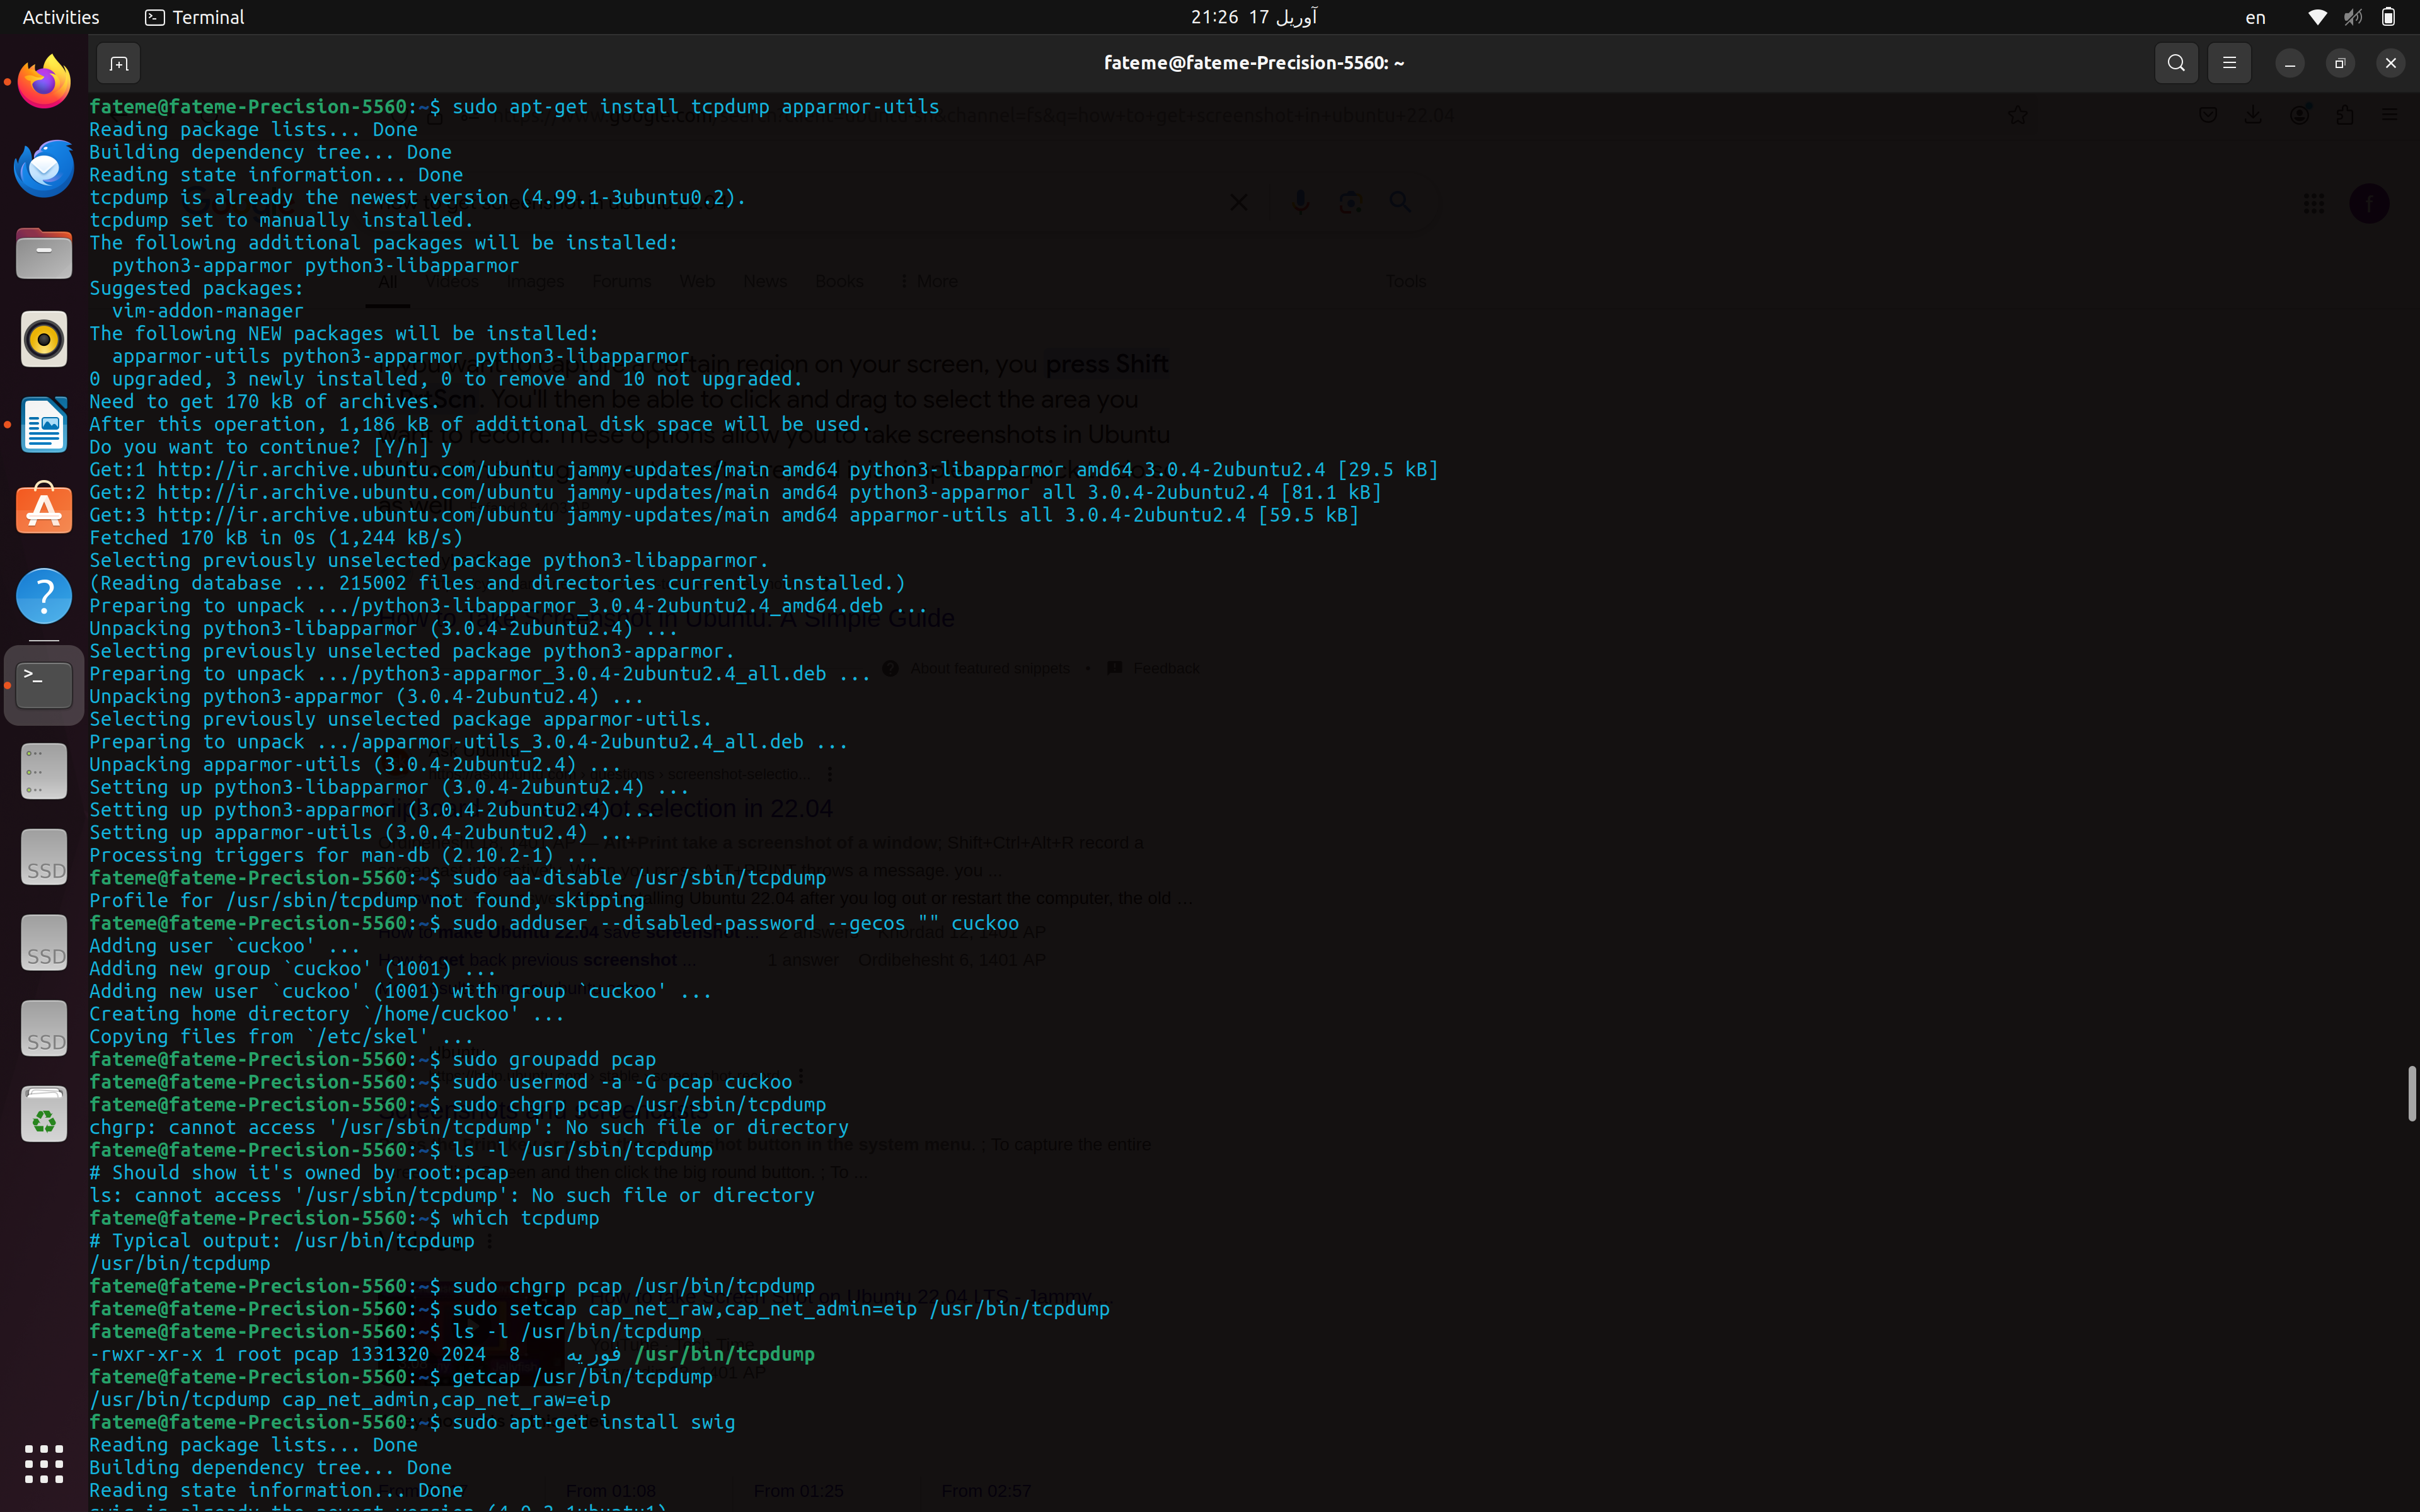 Activities
Terminal
21:26 17 آوریل
en
fateme@fateme-Precision-5560: ~
fateme@fateme-Precision-5560:~$ sudo apt-get install tcpdump apparmor-utils
Reading package lists... Done
Building dependency tree... Done
Reading state information... Done
tcpdump is already the newest version (4.99.1-3ubuntu0.2).
tcpdump set to manually installed.
The following additional packages will be installed:
  python3-apparmor python3-libapparmor
Suggested packages:
  vim-addon-manager
The following NEW packages will be installed:
  apparmor-utils python3-apparmor python3-libapparmor
0 upgraded, 3 newly installed, 0 to remove and 10 not upgraded.
Need to get 170 kB of archives.
After this operation, 1,186 kB of additional disk space will be used.
Do you want to continue? [Y/n] y
Get:1 http://ir.archive.ubuntu.com/ubuntu jammy-updates/main amd64 python3-libapparmor amd64 3.0.4-2ubuntu2.4 [29.5 kB]
Get:2 http://ir.archive.ubuntu.com/ubuntu jammy-updates/main amd64 python3-apparmor all 3.0.4-2ubuntu2.4 [81.1 kB]
Get:3 http://ir.archive.ubuntu.com/ubuntu jammy-updates/main amd64 apparmor-utils all 3.0.4-2ubuntu2.4 [59.5 kB]
Fetched 170 kB in 0s (1,244 kB/s)
Selecting previously unselected package python3-libapparmor.
(Reading database ... 215002 files and directories currently installed.)
Preparing to unpack .../python3-libapparmor_3.0.4-2ubuntu2.4_amd64.deb ...
Unpacking python3-libapparmor (3.0.4-2ubuntu2.4) ...
Selecting previously unselected package python3-apparmor.
Preparing to unpack .../python3-apparmor_3.0.4-2ubuntu2.4_all.deb ...
Unpacking python3-apparmor (3.0.4-2ubuntu2.4) ...
Selecting previously unselected package apparmor-utils.
Preparing to unpack .../apparmor-utils_3.0.4-2ubuntu2.4_all.deb ...
Unpacking apparmor-utils (3.0.4-2ubuntu2.4) ...
Setting up python3-libapparmor (3.0.4-2ubuntu2.4) ...
Setting up python3-apparmor (3.0.4-2ubuntu2.4) ...
Setting up apparmor-utils (3.0.4-2ubuntu2.4) ...
Processing triggers for man-db (2.10.2-1) ...
fateme@fateme-Precision-5560:~$ sudo aa-disable /usr/sbin/tcpdump
Profile for /usr/sbin/tcpdump not found, skipping
fateme@fateme-Precision-5560:~$ sudo adduser --disabled-password --gecos "" cuckoo
Adding user `cuckoo' ...
Adding new group `cuckoo' (1001) ...
Adding new user `cuckoo' (1001) with group `cuckoo' ...
Creating home directory `/home/cuckoo' ...
Copying files from `/etc/skel' ...
fateme@fateme-Precision-5560:~$ sudo groupadd pcap
fateme@fateme-Precision-5560:~$ sudo usermod -a -G pcap cuckoo
fateme@fateme-Precision-5560:~$ sudo chgrp pcap /usr/sbin/tcpdump
chgrp: cannot access '/usr/sbin/tcpdump': No such file or directory
fateme@fateme-Precision-5560:~$ ls -l /usr/sbin/tcpdump
# Should show it's owned by root:pcap
ls: cannot access '/usr/sbin/tcpdump': No such file or directory
fateme@fateme-Precision-5560:~$ which tcpdump
# Typical output: /usr/bin/tcpdump
/usr/bin/tcpdump
fateme@fateme-Precision-5560:~$ sudo chgrp pcap /usr/bin/tcpdump
fateme@fateme-Precision-5560:~$ sudo setcap cap_net_raw,cap_net_admin=eip /usr/bin/tcpdump
fateme@fateme-Precision-5560:~$ ls -l /usr/bin/tcpdump
-rwxr-xr-x 1 root pcap 1331320 2024  8    فوریه /usr/bin/tcpdump
fateme@fateme-Precision-5560:~$ getcap /usr/bin/tcpdump
/usr/bin/tcpdump cap_net_admin,cap_net_raw=eip
fateme@fateme-Precision-5560:~$ sudo apt-get install swig
Reading package lists... Done
Building dependency tree... Done
Reading state information... Done
SSD
SSD
SSD